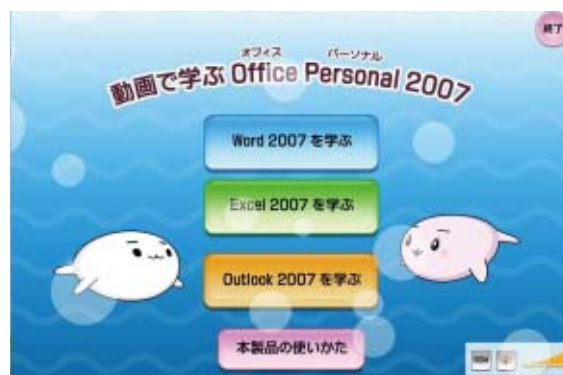 終了
オフィス パーソナル
動画で学ぶ Office Personal 2007
Word 2007 を学ぶ
Excel 2007 を学ぶ
Outlook 2007 を学ぶ
本製品の使いかた